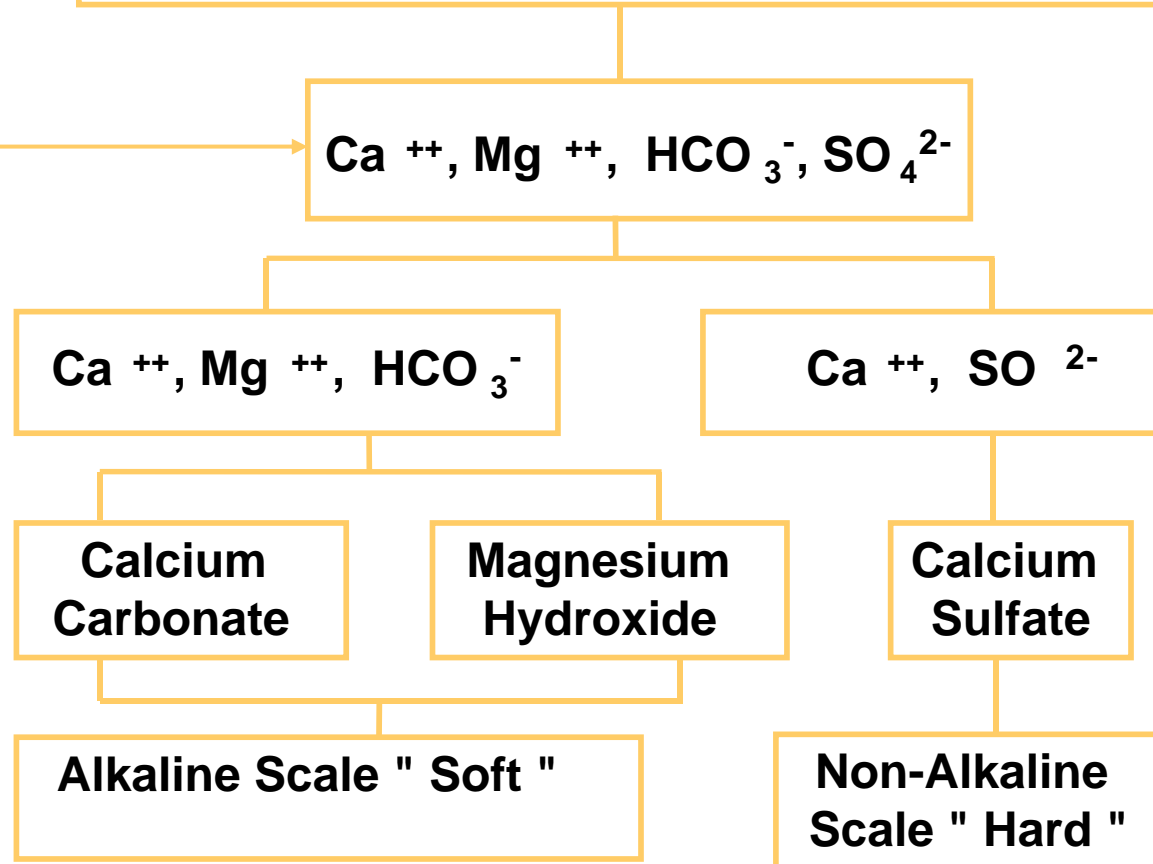 Ca ⁺⁺, Mg ⁺⁺, HCO ₃⁻, SO ₄²⁻
Ca ⁺⁺, Mg ⁺⁺, HCO ₃⁻
Ca ⁺⁺, SO ²⁻
Calcium
Carbonate
Magnesium
Hydroxide
Calcium
Sulfate
Alkaline Scale " Soft "
Non-Alkaline
Scale " Hard "